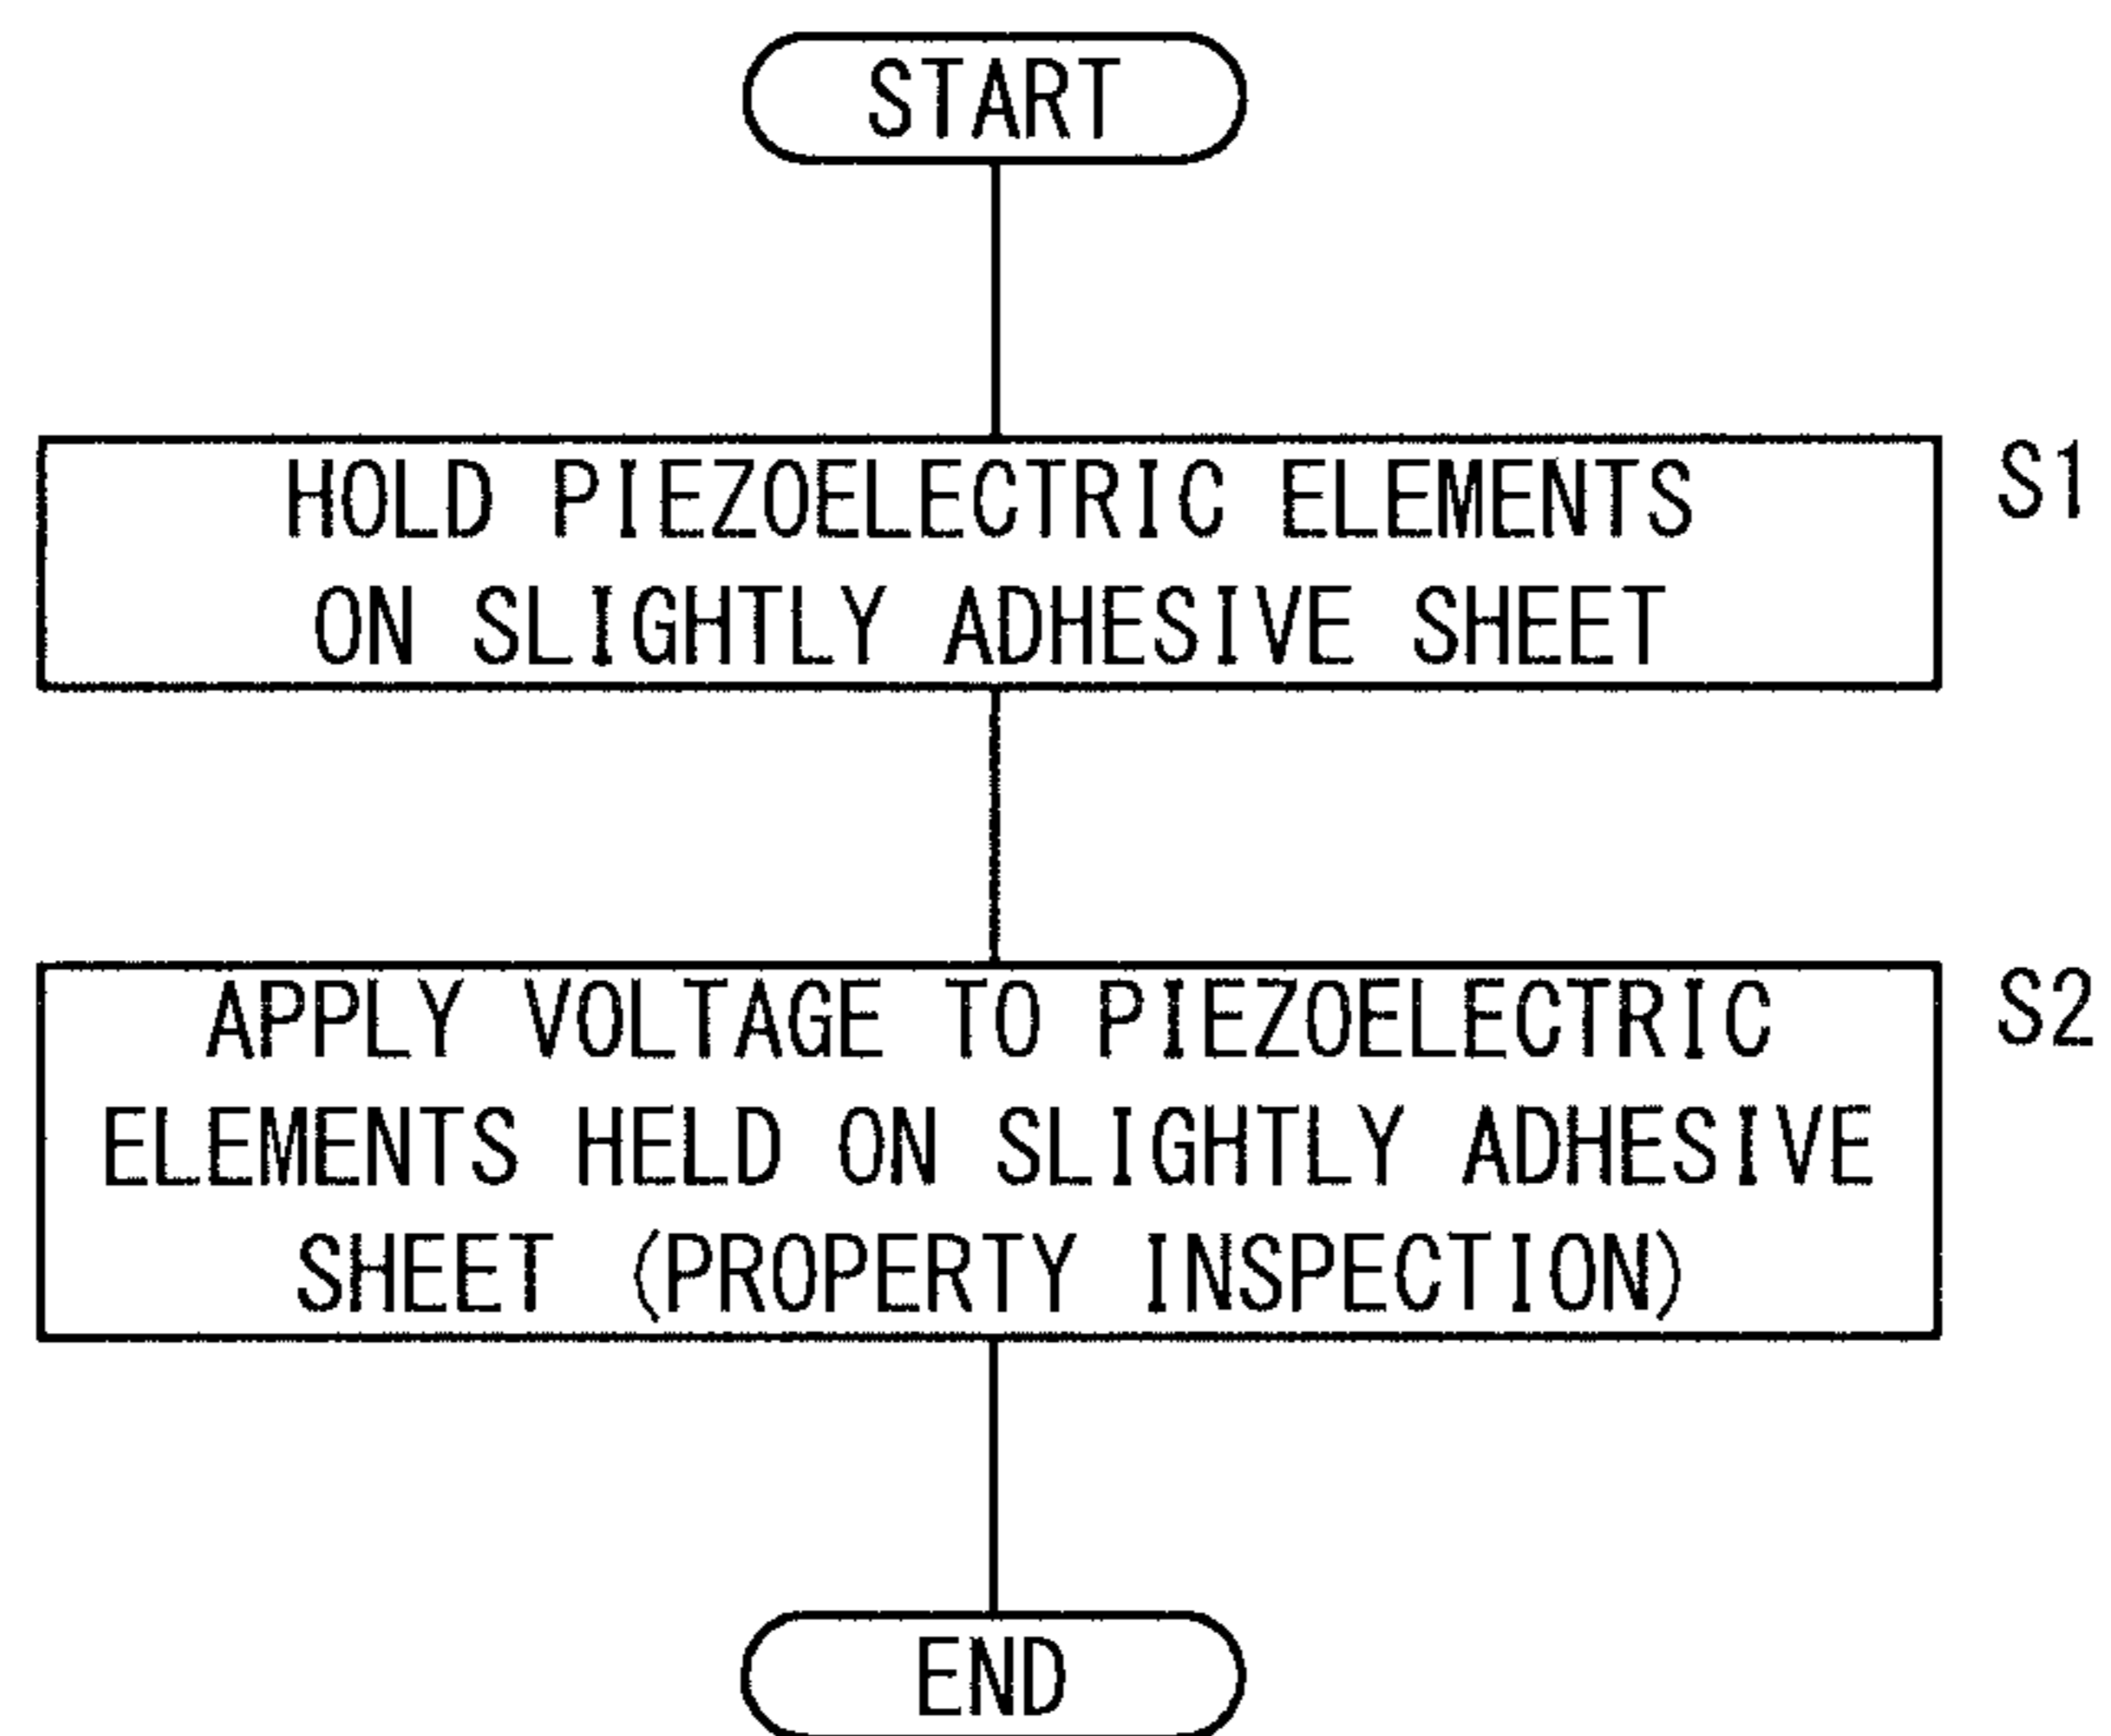 START
HOLD PIEZOELECTRIC ELEMENTS
ON SLIGHTLY ADHESIVE SHEET
S1
APPLY VOLTAGE TO PIEZOELECTRIC
ELEMENTS HELD ON SLIGHTLY ADHESIVE
SHEET (PROPERTY INSPECTION)
S2
END